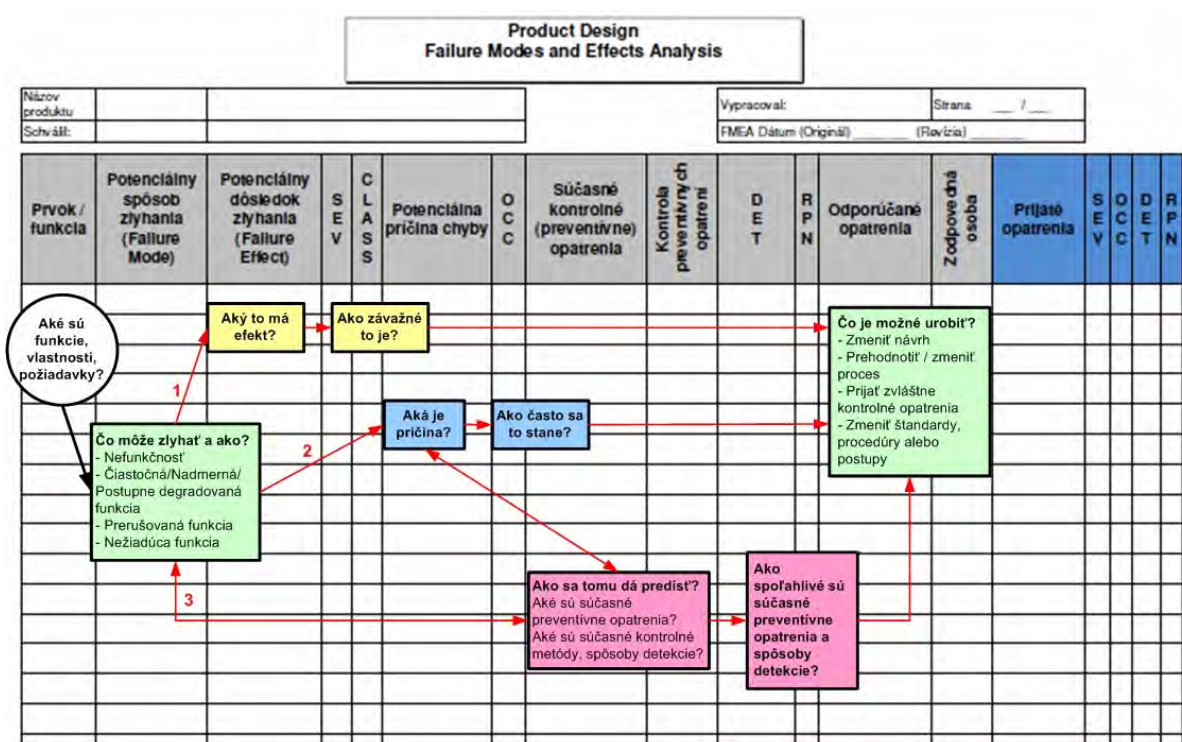 Product Design
Failure Modes and Effects Analysis
Názov
produktu
Schválil:
Vypracoval:
Strana ___ / ___
FMEA Dátum (Originál) ________ (Revízia) ________
Prvok /
funkcia
Potenciálny
spôsob
zlyhania
(Failure
Mode)
Potenciálny
dôsledok
zlyhania
(Failure
Effect)
S
E
V
C
L
A
S
S
Potenciálna
príčina chyby
O
C
C
Súčasné
kontrolné
(preventívne)
opatrenia
Kontrola
preventívnych
opatrení
D
E
T
R
P
N
Odporúčané
opatrenia
Zodpovedná
osoba
Prijaté
opatrenia
S
E
V
O
C
C
D
E
T
R
P
N
Aké sú
funkcie,
vlastnosti,
požiadavky?
Aký to má
efekt?
Ako závažné
to je?
Čo je možné urobiť?
- Zmeniť návrh
- Prehodnotiť / zmeniť
proces
- Prijať zvláštne
kontrolné opatrenia
- Zmeniť štandardy,
procedúry alebo
postupy
1
Aká je
príčina?
Ako často sa
to stane?
2
Čo môže zlyhať a ako?
- Nefunkčnosť
- Čiastočná/Nadmerná/
Postupne degradovaná
funkcia
- Prerušovaná funkcia
- Nežiadúca funkcia
3
Ako sa tomu dá predísť?
Aké sú súčasné
preventívne opatrenia?
Aké sú súčasné kontrolné
metódy, spôsoby detekcie?
Ako
spoľahlivé sú
súčasné
preventívne
opatrenia a
spôsoby
detekcie?